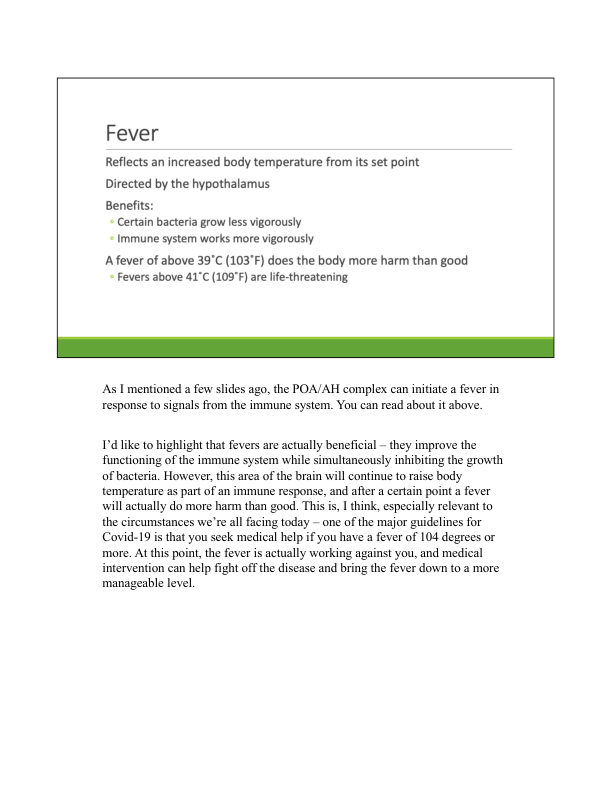 Fever
Reflects an increased body temperature from its set point
Directed by the hypothalamus
Benefits:
• Certain bacteria grow less vigorously
• Immune system works more vigorously
A fever of above 39˚C (103˚F) does the body more harm than good
• Fevers above 41˚C (109˚F) are life-threatening
As I mentioned a few slides ago, the POA/AH complex can initiate a fever in
response to signals from the immune system. You can read about it above.
I’d like to highlight that fevers are actually beneficial – they improve the
functioning of the immune system while simultaneously inhibiting the growth
of bacteria. However, this area of the brain will continue to raise body
temperature as part of an immune response, and after a certain point a fever
will actually do more harm than good. This is, I think, especially relevant to
the circumstances we’re all facing today – one of the major guidelines for
Covid-19 is that you seek medical help if you have a fever of 104 degrees or
more. At this point, the fever is actually working against you, and medical
intervention can help fight off the disease and bring the fever down to a more
manageable level.